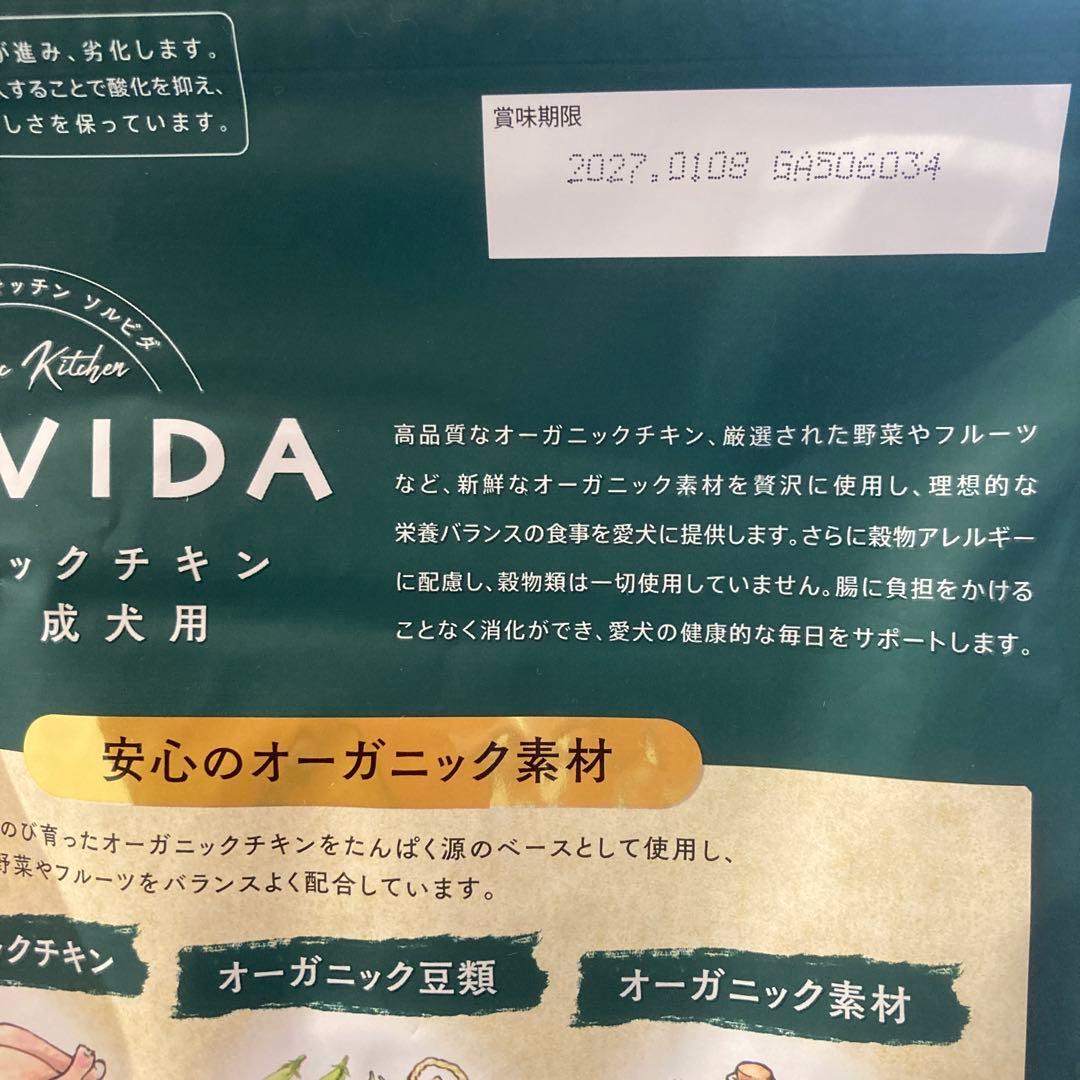 が進み、劣化します。
することで酸化を抑え、
しさを保っています。
賞味期限
2027.0108 GA506034
ッチン ソルビダ
c Kitchen
VIDA
ックチキン
成犬用
高品質なオーガニックチキン、厳選された野菜やフルーツ
など、新鮮なオーガニック素材を贅沢に使用し、理想的な
栄養バランスの食事を愛犬に提供します。さらに穀物アレルギー
に配慮し、穀物類は一切使用していません。腸に負担をかける
ことなく消化ができ、愛犬の健康的な毎日をサポートします。
安心のオーガニック素材
のび育ったオーガニックチキンをたんぱく源のベースとして使用し、
野菜やフルーツをバランスよく配合しています。
ックチキン
オーガニック豆類
オーガニック素材